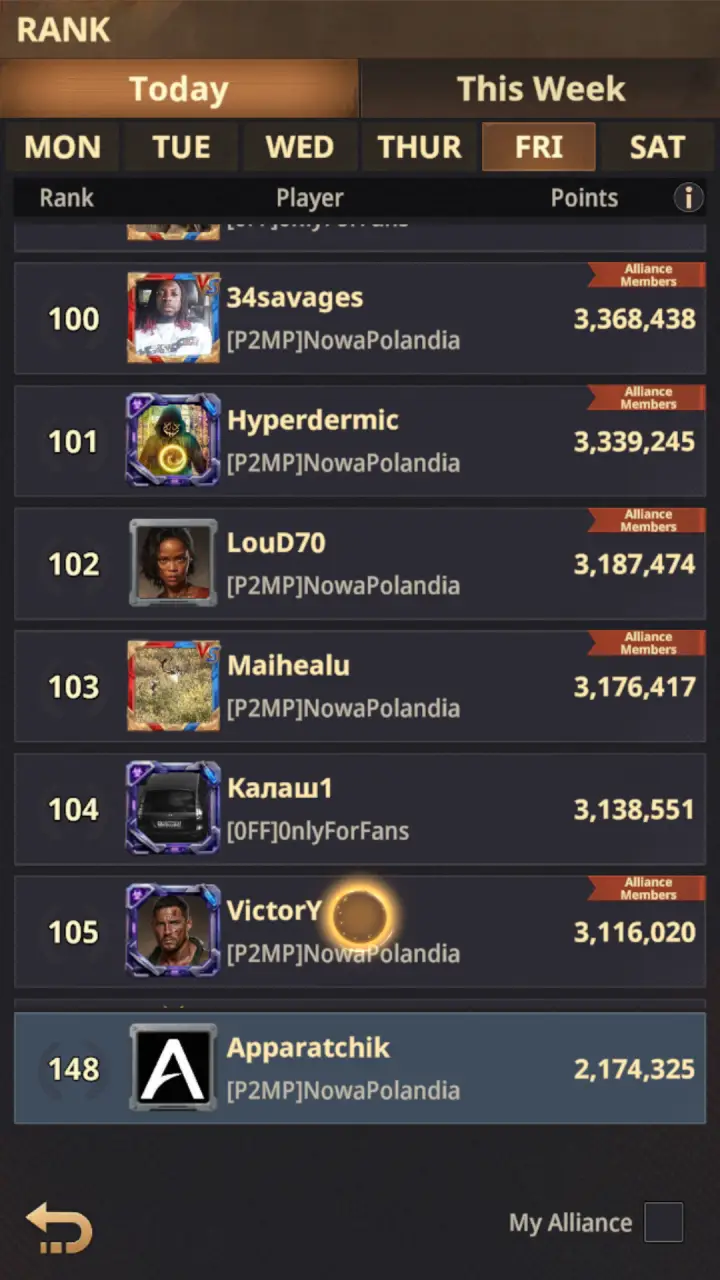 RANK
Today
This Week
MON TUE WED THUR FRI SAT
Rank Player Points i
Alliance Members
100 34savages 3,368,438
[P2MP]NowaPolandia
Alliance Members
101 Hyperdermic 3,339,245
[P2MP]NowaPolandia
Alliance Members
102 LouD70 3,187,474
[P2MP]NowaPolandia
Alliance Members
103 Maihealu 3,176,417
[P2MP]NowaPolandia
104 Калаш1 3,138,551
[0FF]0nlyForFans
Alliance Members
105 VictorY 3,116,020
[P2MP]NowaPolandia
148 Apparatchik 2,174,325
[P2MP]NowaPolandia
My Alliance